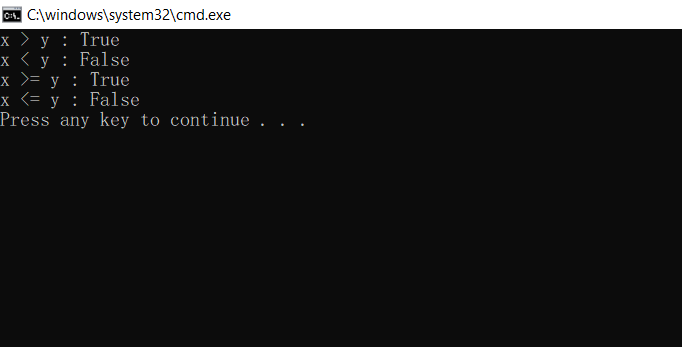 C:\windows\system32\cmd.exe
x > y : True
x < y : False
x >= y : True
x <= y : False
Press any key to continue . . .